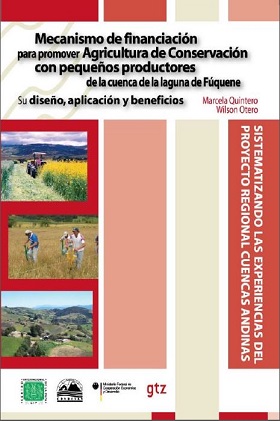 Mecanismo de financiación
para promover Agricultura de Conservación
con pequeños productores
de la cuenca de la laguna de Fúquene
Su diseño, aplicación y beneficios
Marcela Quintero
Wilson Otero
SISTEMATIZANDO LAS EXPERIENCIAS DEL
PROYECTO REGIONAL CUENCAS ANDINAS
gtz